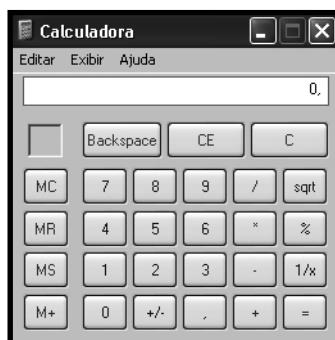 Calculadora
Editar Exibir Ajuda
0,
Backspace CE C
MC 7 8 9 / sqrt
MR 4 5 6 * %
MS 1 2 3 - 1/x
M+ 0 +/- , + =